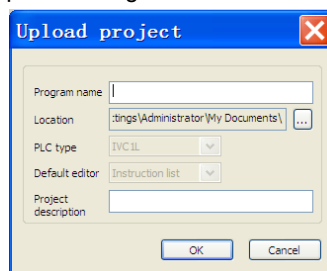 Upload project
Program name
Location :tings\Administrator\My Documents\ ...
PLC type IVC1L
Default editor Instruction list
Project
description
OK Cancel